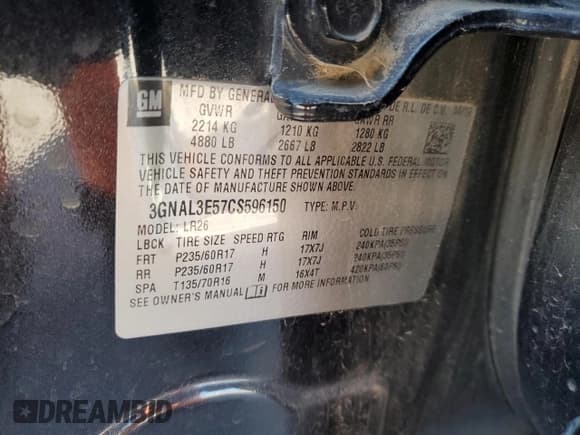 GM
MFD BY GENERAL DE R.L. DE C.V.
GVWR GAWR RR
2214 KG 1210 KG 1280 KG
4880 LB 2667 LB 2822 LB
THIS VEHICLE CONFORMS TO ALL APPLICABLE U.S. FEDERAL MOTOR
VEHICLE SAFETY AND THEFT PREVENTION STANDARDS IN EFFECT ON
DATE OF MANUFACTURE SHOWN ABOVE.
3GNAL3E57CS596150 TYPE: M.P.V.
MODEL: LR26
LBCK TIRE SIZE SPEED RTG RIM COLD TIRE PRESSURE
FRT P235/60R17 H 17X7J 240KPA(35PSI)
RR P235/60R17 H 17X7J 240KPA(35PSI)
SPA T135/70R16 M 16X4T 420KPA(60PSI)
SEE OWNER'S MANUAL FOR MORE INFORMATION
DREAMBID